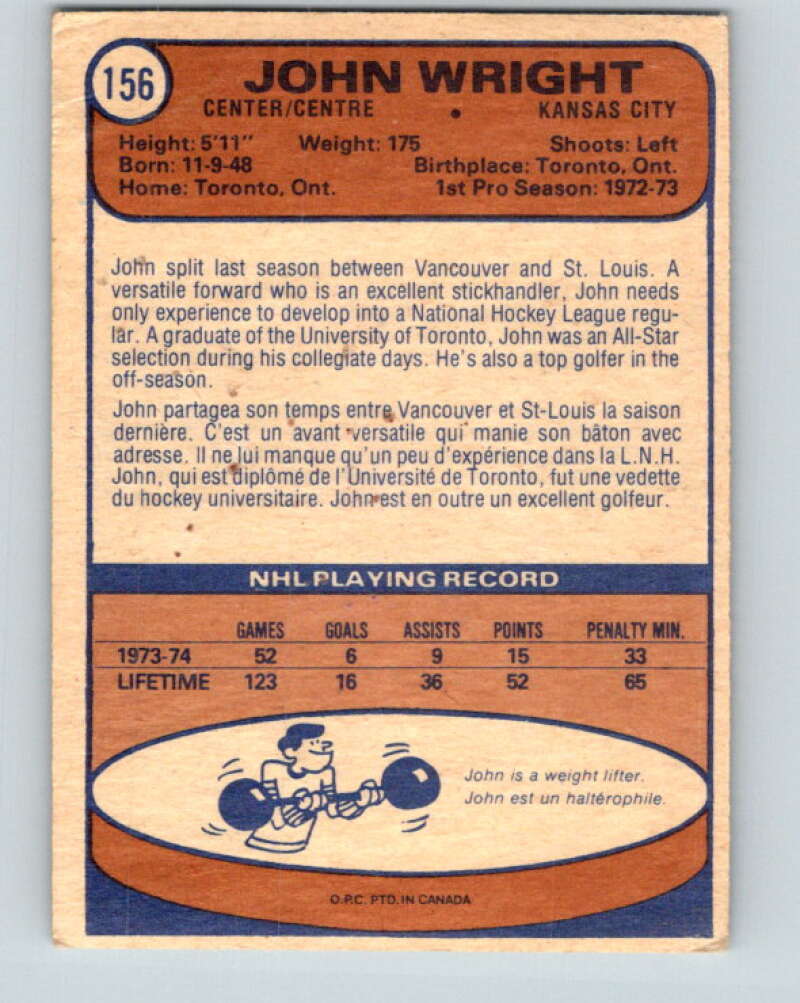 156
JOHN WRIGHT
CENTER/CENTRE • KANSAS CITY
Height: 5'11" Weight: 175 Shoots: Left
Born: 11-9-48 Birthplace: Toronto, Ont.
Home: Toronto, Ont. 1st Pro Season: 1972-73
John split last season between Vancouver and St. Louis. A
versatile forward who is an excellent stickhandler, John needs
only experience to develop into a National Hockey League regu-
lar. A graduate of the University of Toronto, John was an All-Star
selection during his collegiate days. He's also a top golfer in the
off-season.
John partagea son temps entre Vancouver et St-Louis la saison
dernière. C'est un avant versatile qui manie son bâton avec
adresse. Il ne lui manque qu'un peu d'expérience dans la L.N.H.
John, qui est diplômé de l'Université de Toronto, fut une vedette
du hockey universitaire. John est en outre un excellent golfeur.
NHL PLAYING RECORD
GAMES GOALS ASSISTS POINTS PENALTY MIN.
1973-74 52 6 9 15 33
LIFETIME 123 16 36 52 65
John is a weight lifter.
John est un haltérophile.
O.P.C. PTD. IN CANADA